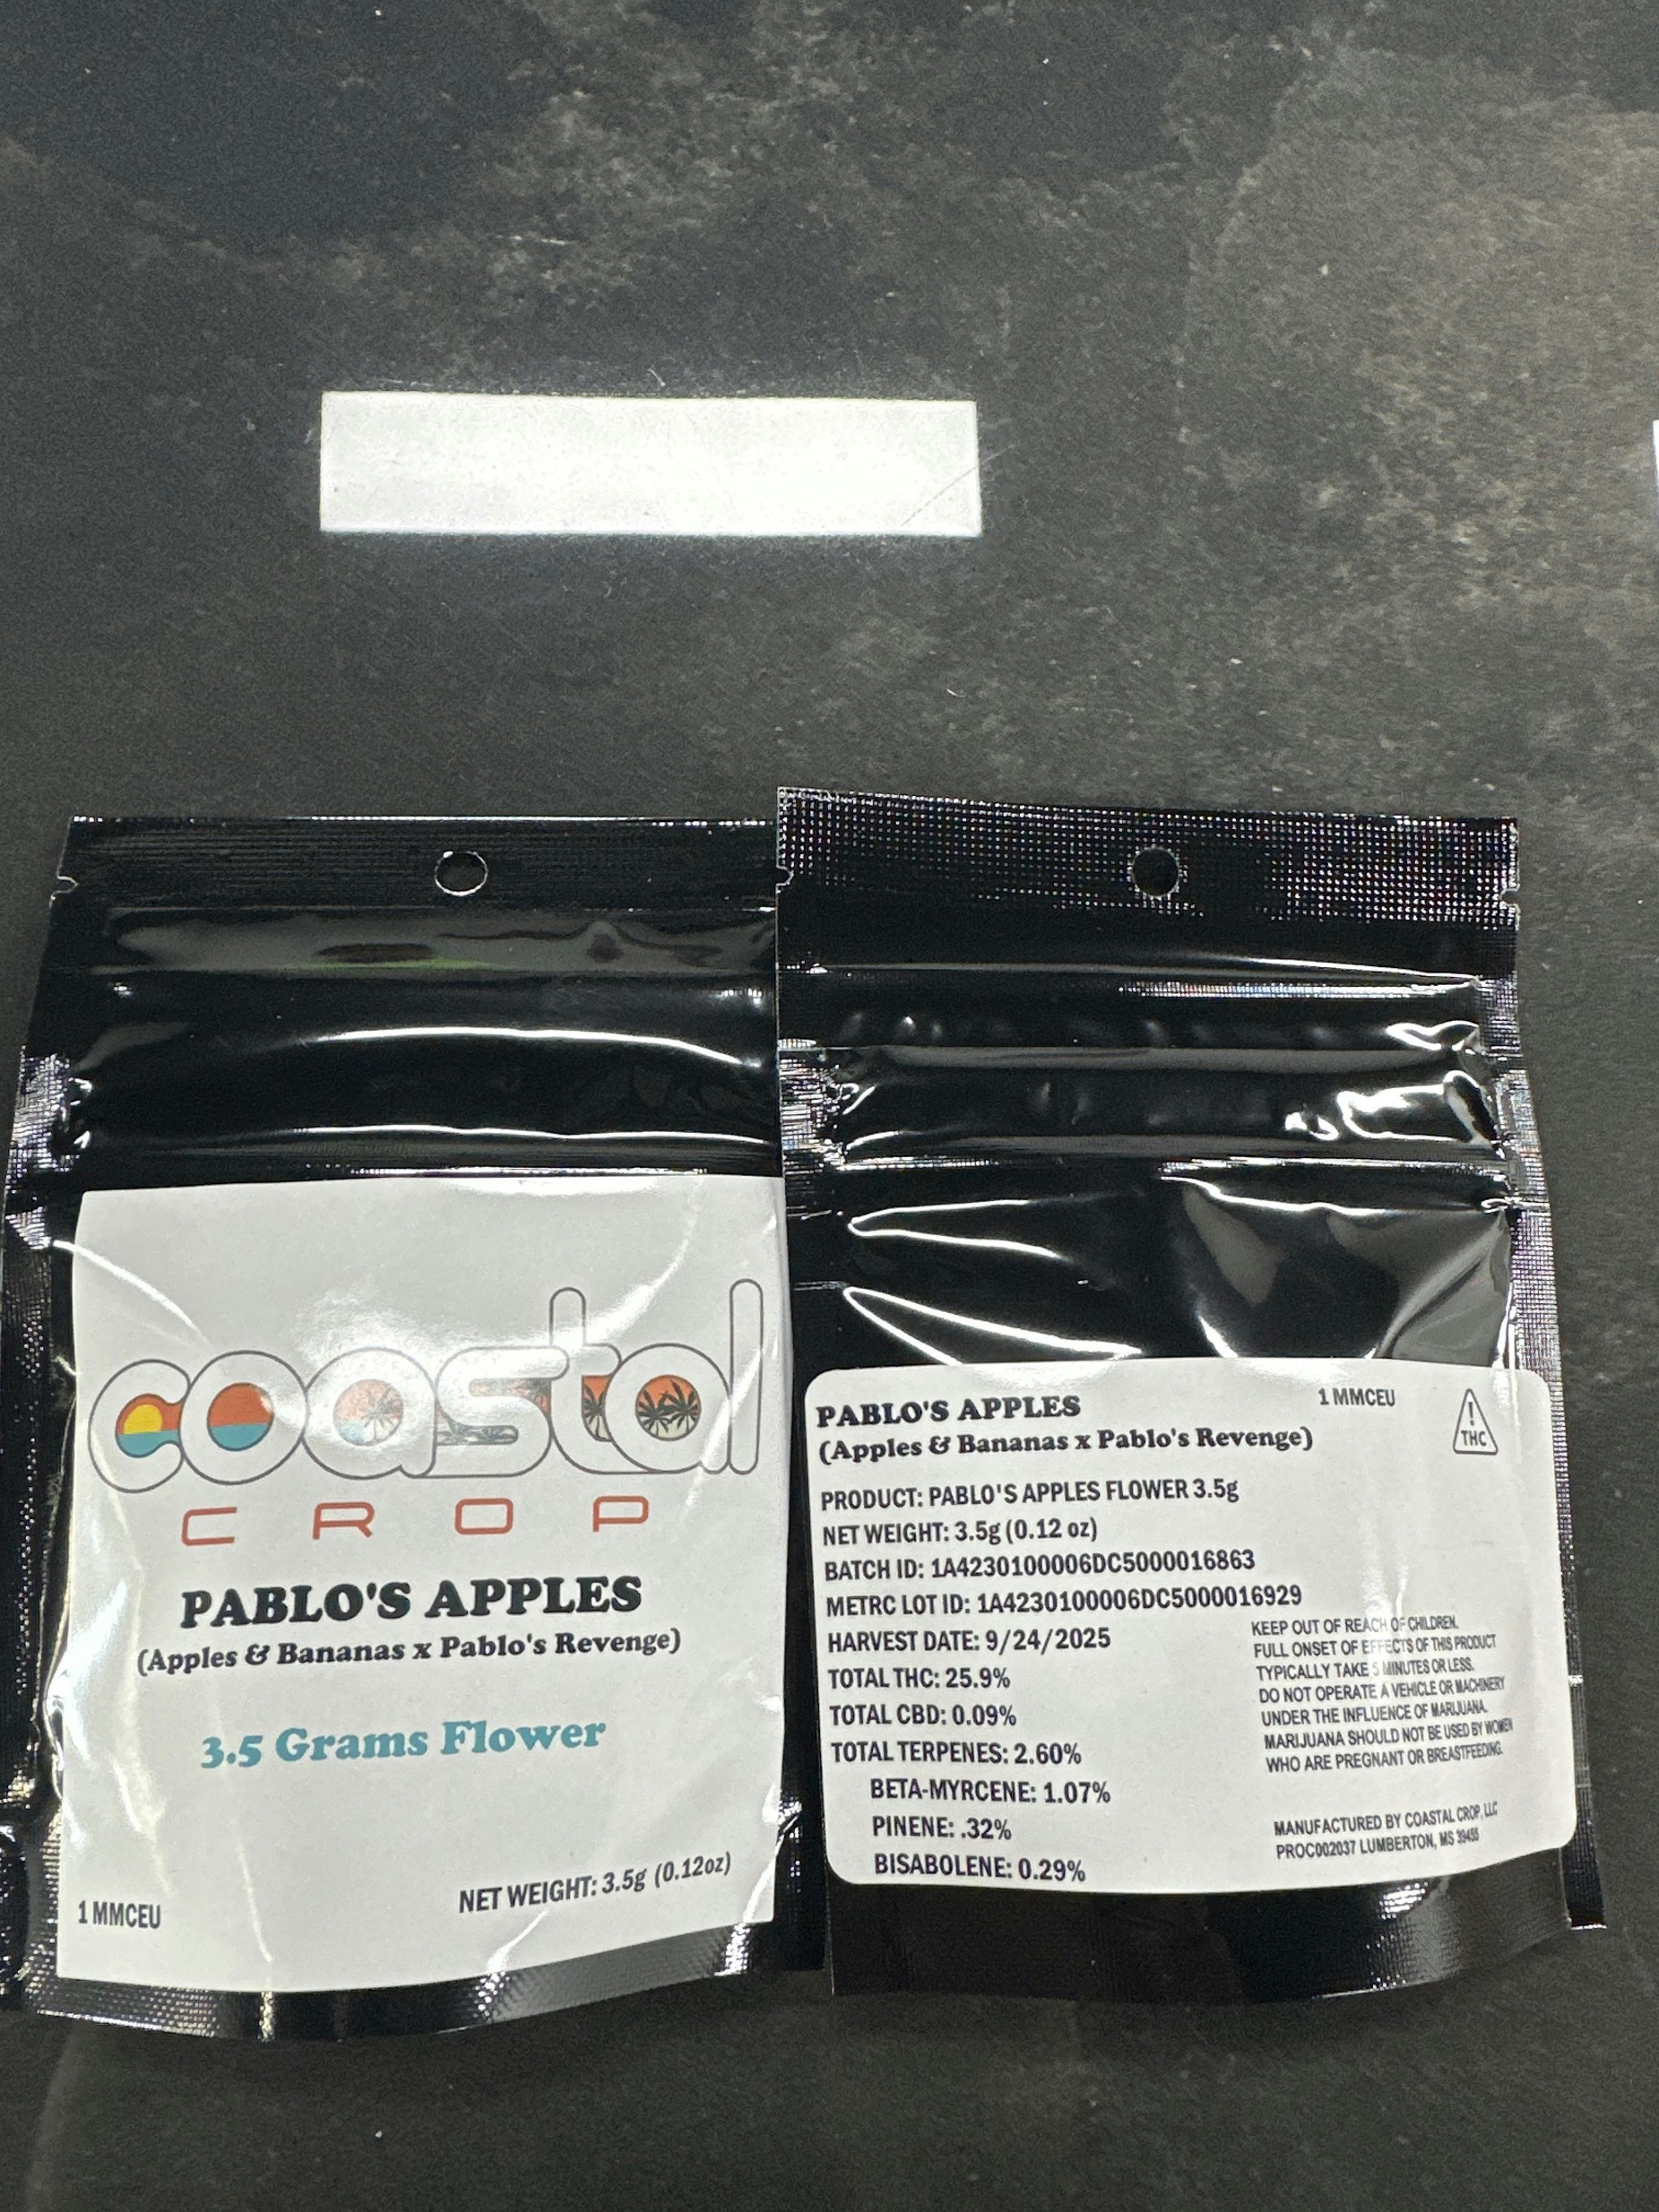 coastal
CROP
PABLO'S APPLES
(Apples & Bananas x Pablo's Revenge)
3.5 Grams Flower
NET WEIGHT: 3.5g (0.12oz)
1 MMCEU
PABLO'S APPLES
1 MMCEU
(Apples & Bananas x Pablo's Revenge)
! THC
PRODUCT: PABLO'S APPLES FLOWER 3.5g
NET WEIGHT: 3.5g (0.12 oz)
BATCH ID: 1A4230100006DC5000016863
METRC LOT ID: 1A4230100006DC5000016929
HARVEST DATE: 9/24/2025
TOTAL THC: 25.9%
TOTAL CBD: 0.09%
TOTAL TERPENES: 2.60%
BETA-MYRCENE: 1.07%
PINENE: .32%
BISABOLENE: 0.29%
KEEP OUT OF REACH OF CHILDREN.
FULL ONSET OF EFFECTS OF THIS PRODUCT
TYPICALLY TAKE 5 MINUTES OR LESS.
DO NOT OPERATE A VEHICLE OR MACHINERY
UNDER THE INFLUENCE OF MARIJUANA.
MARIJUANA SHOULD NOT BE USED BY WOMEN
WHO ARE PREGNANT OR BREASTFEEDING.
MANUFACTURED BY COASTAL CROP, LLC
PROC002037 LUMBERTON, MS 39455